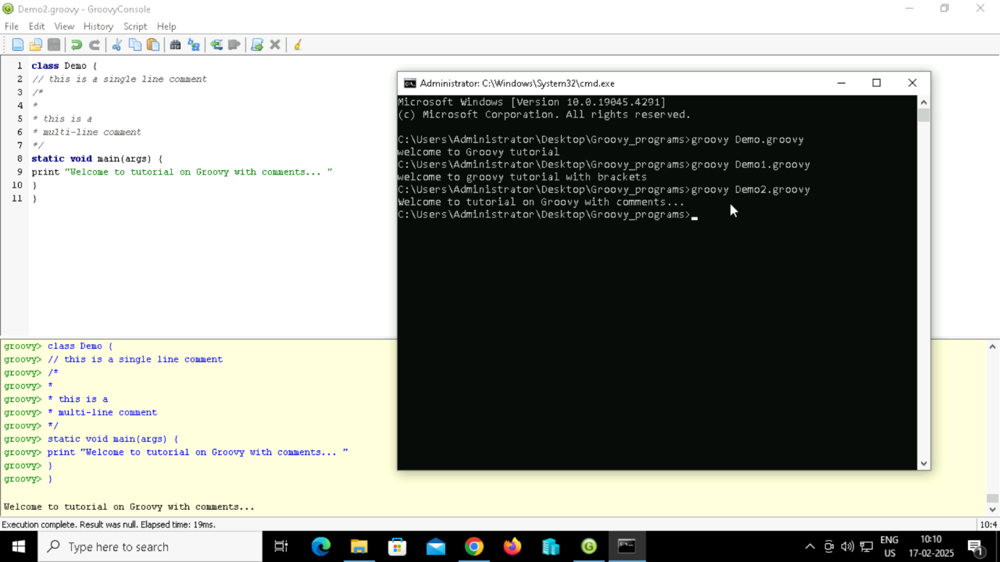 Demo2.groovy - GroovyConsole
File Edit View History Script Help
1 class Demo {
2 // this is a single line comment
3 /*
4 *
5 * this is a
6 * multi-line comment
7 */
8 static void main(args) {
9 print "Welcome to tutorial on Groovy with comments... "
10 }
11 }
Administrator: C:\Windows\System32\cmd.exe
Microsoft Windows [Version 10.0.19045.4291]
(c) Microsoft Corporation. All rights reserved.
C:\Users\Administrator\Desktop\Groovy_programs>groovy Demo.groovy
welcome to Groovy tutorial
C:\Users\Administrator\Desktop\Groovy_programs>groovy Demo1.groovy
welcome to groovy tutorial with brackets
C:\Users\Administrator\Desktop\Groovy_programs>groovy Demo2.groovy
Welcome to tutorial on Groovy with comments...
C:\Users\Administrator\Desktop\Groovy_programs>
groovy> class Demo {
groovy> // this is a single line comment
groovy> /*
groovy> *
groovy> * this is a
groovy> * multi-line comment
groovy> */
groovy> static void main(args) {
groovy> print "Welcome to tutorial on Groovy with comments... "
groovy> }
groovy> }
Welcome to tutorial on Groovy with comments...
Execution complete. Result was null. Elapsed time: 19ms.
10:4
Type here to search
ENG
US
10:10
17-02-2025
1